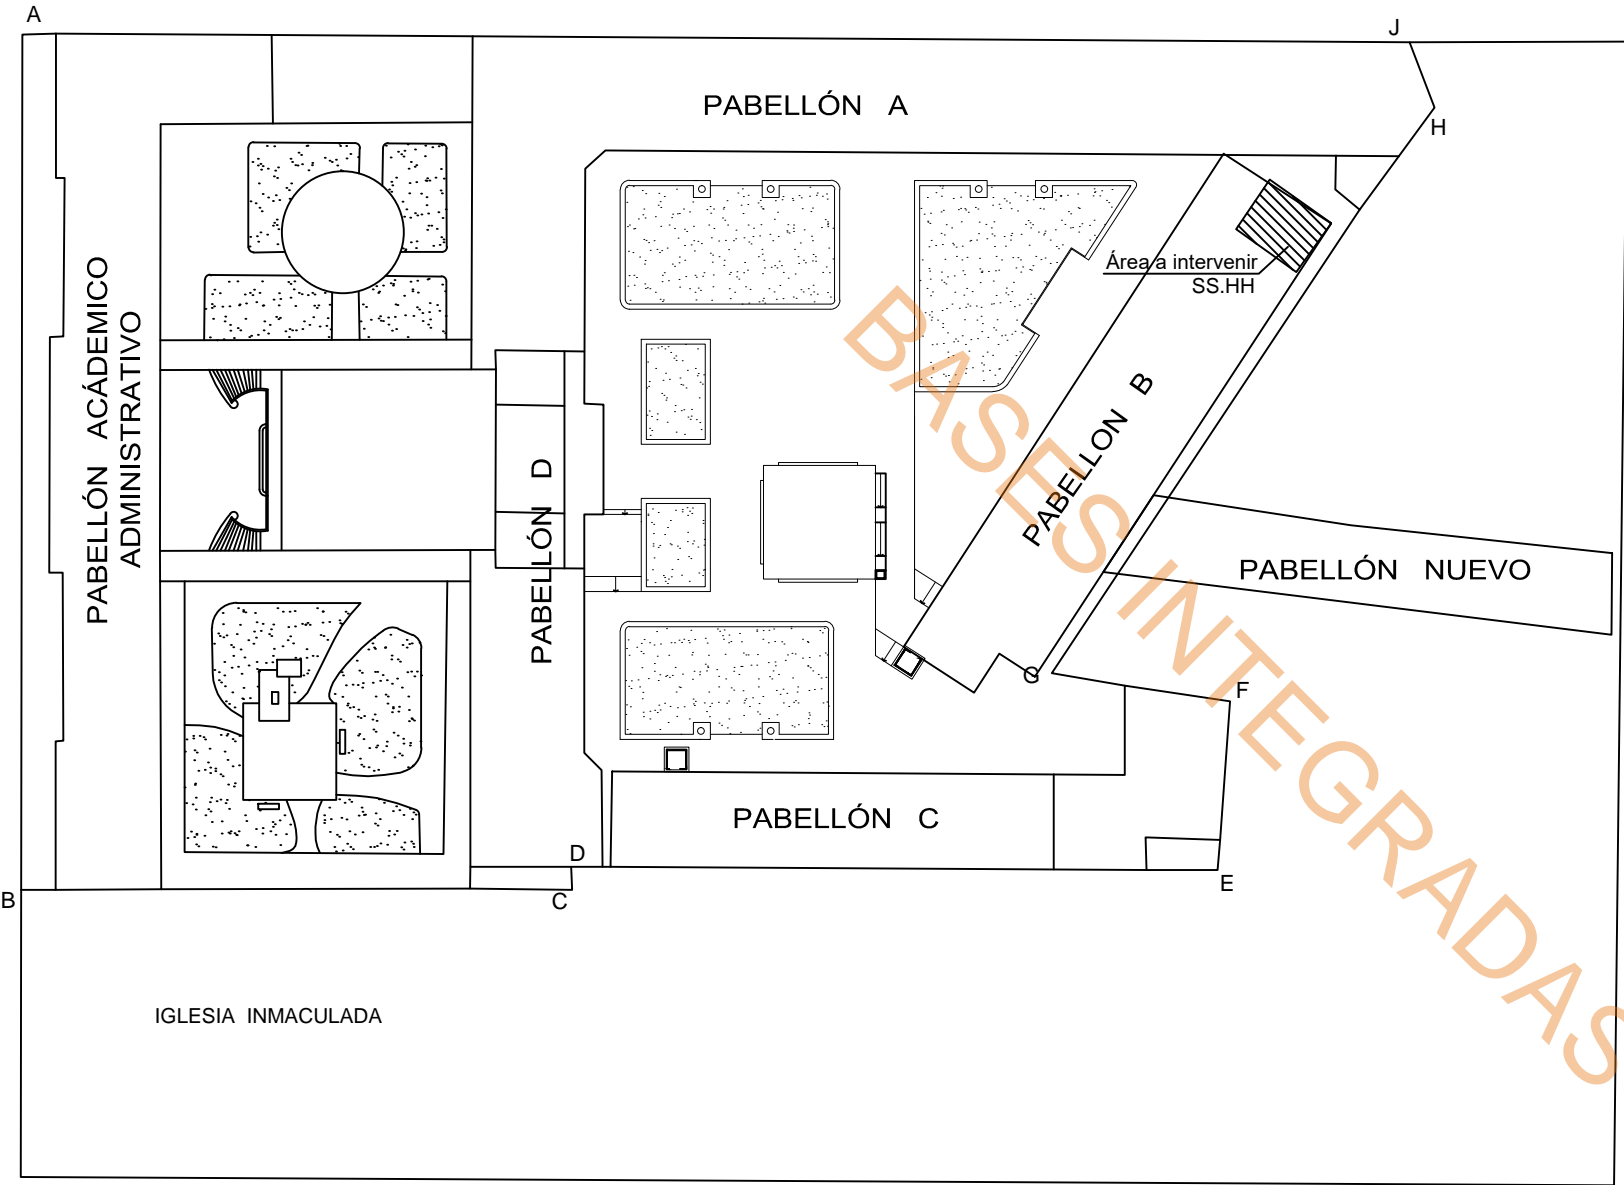 A
J
PABELLÓN A
H
Área a intervenir
SS.HH
PABELLÓN ACÁDEMICO
ADMINISTRATIVO
PABELLÓN D
PABELLON B
PABELLÓN NUEVO
G
F
PABELLÓN C
D
E
B
C
IGLESIA INMACULADA
BASES INTEGRADAS